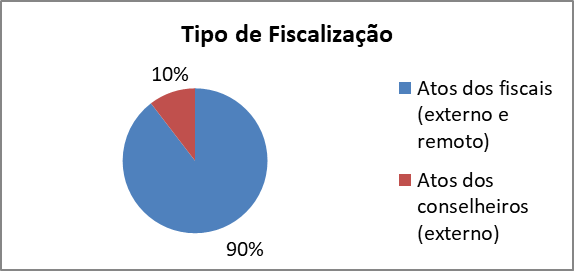 Tipo de Fiscalização
10%
90%
Atos dos fiscais
(externo e
remoto)
Atos dos
conselheiros
(externo)